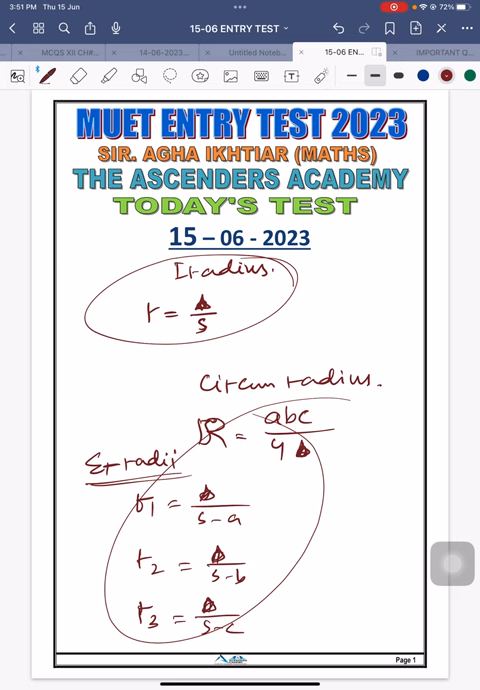 3:51 PM Thu 15 Jun
72%
15-06 ENTRY TEST
MCQS XII CH#...
14-06-2023...
Untitled Noteb...
15-06 EN...
IMPORTANT Q...
MUET ENTRY TEST 2023
SIR. AGHA IKHTIAR (MATHS)
THE ASCENDERS ACADEMY
TODAY'S TEST
15 – 06 - 2023
Iradius.
r = Δ/s
Circum radius.
R = abc/4Δ
Ex radii
r1 = Δ/s-a
r2 = Δ/s-b
r3 = Δ/s-c
Page 1